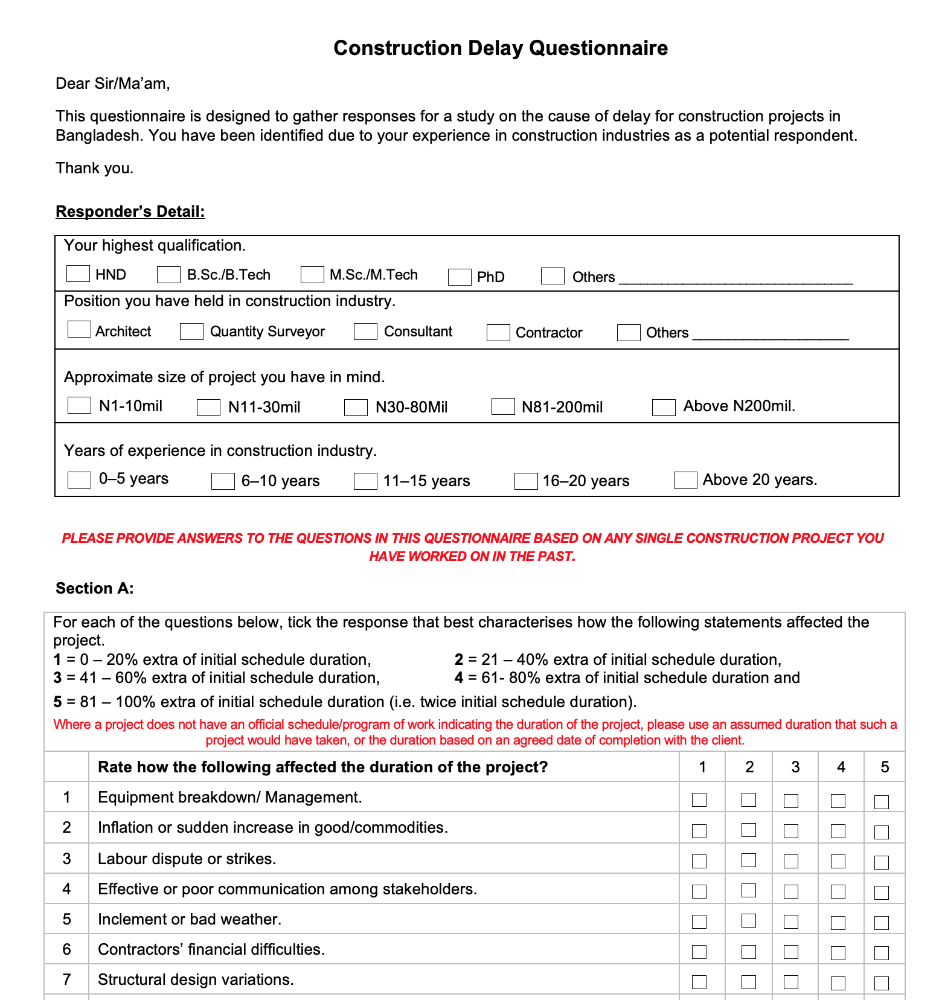 Construction Delay Questionnaire
Dear Sir/Ma’am,
This questionnaire is designed to gather responses for a study on the cause of delay for construction projects in
Bangladesh. You have been identified due to your experience in construction industries as a potential respondent.
Thank you.
Responder’s Detail:
Your highest qualification.
HND B.Sc./B.Tech M.Sc./M.Tech PhD Others ______________________________
Position you have held in construction industry.
Architect Quantity Surveyor Consultant Contractor Others ____________________
Approximate size of project you have in mind.
N1-10mil N11-30mil N30-80Mil N81-200mil Above N200mil.
Years of experience in construction industry.
0–5 years 6–10 years 11–15 years 16–20 years Above 20 years.
PLEASE PROVIDE ANSWERS TO THE QUESTIONS IN THIS QUESTIONNAIRE BASED ON ANY SINGLE CONSTRUCTION PROJECT YOU
HAVE WORKED ON IN THE PAST.
Section A:
For each of the questions below, tick the response that best characterises how the following statements affected the
project.
1 = 0 – 20% extra of initial schedule duration, 2 = 21 – 40% extra of initial schedule duration,
3 = 41 – 60% extra of initial schedule duration, 4 = 61- 80% extra of initial schedule duration and
5 = 81 – 100% extra of initial schedule duration (i.e. twice initial schedule duration).
Where a project does not have an official schedule/program of work indicating the duration of the project, please use an assumed duration that such a
project would have taken, or the duration based on an agreed date of completion with the client.
Rate how the following affected the duration of the project? 1 2 3 4 5
1 Equipment breakdown/ Management.
2 Inflation or sudden increase in good/commodities.
3 Labour dispute or strikes.
4 Effective or poor communication among stakeholders.
5 Inclement or bad weather.
6 Contractors’ financial difficulties.
7 Structural design variations.